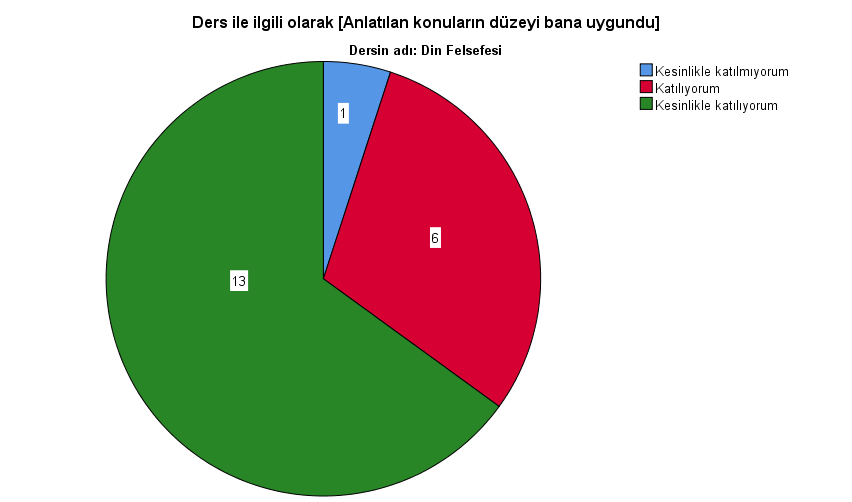 Ders ile ilgili olarak [Anlatılan konuların düzeyi bana uygundu]
Dersin adı: Din Felsefesi
Kesinlikle katılmıyorum
Katılıyorum
Kesinlikle katılıyorum
1
6
13